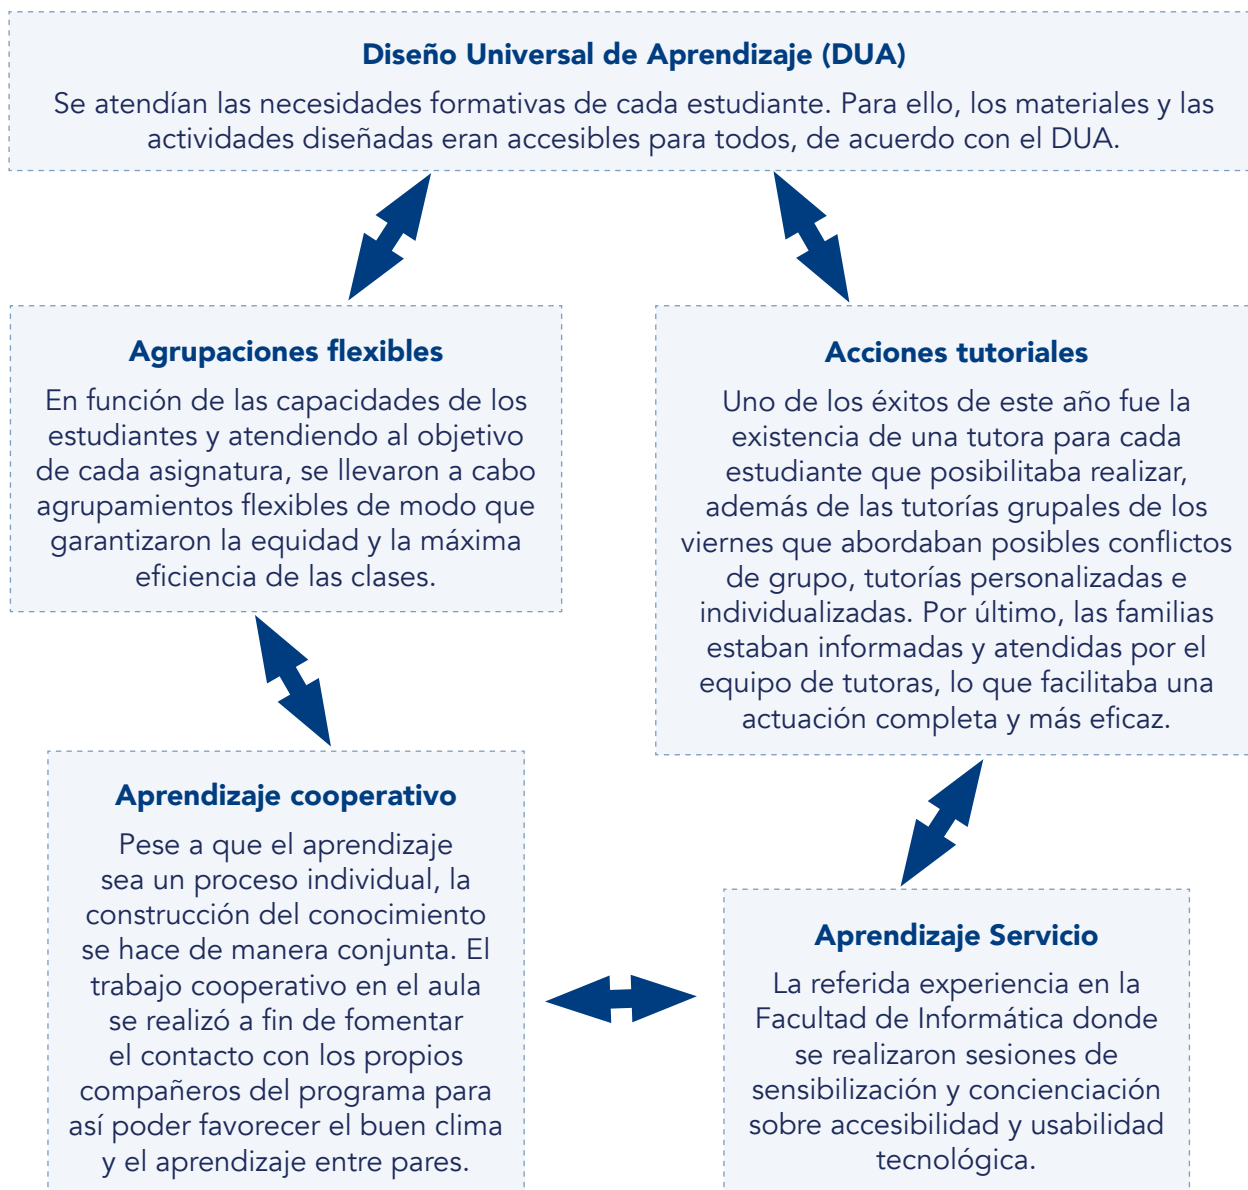 Diseño Universal de Aprendizaje (DUA)
Se atendían las necesidades formativas de cada estudiante. Para ello, los materiales y las
actividades diseñadas eran accesibles para todos, de acuerdo con el DUA.
Agrupaciones flexibles
En función de las capacidades de los
estudiantes y atendiendo al objetivo
de cada asignatura, se llevaron a cabo
agrupamientos flexibles de modo que
garantizaron la equidad y la máxima
eficiencia de las clases.
Acciones tutoriales
Uno de los éxitos de este año fue la
existencia de una tutora para cada
estudiante que posibilitaba realizar,
además de las tutorías grupales de los
viernes que abordaban posibles conflictos
de grupo, tutorías personalizadas e
individualizadas. Por último, las familias
estaban informadas y atendidas por el
equipo de tutoras, lo que facilitaba una
actuación completa y más eficaz.
Aprendizaje cooperativo
Pese a que el aprendizaje
sea un proceso individual, la
construcción del conocimiento
se hace de manera conjunta. El
trabajo cooperativo en el aula
se realizó a fin de fomentar
el contacto con los propios
compañeros del programa para
así poder favorecer el buen clima
y el aprendizaje entre pares.
Aprendizaje Servicio
La referida experiencia en la
Facultad de Informática donde
se realizaron sesiones de
sensibilización y concienciación
sobre accesibilidad y usabilidad
tecnológica.